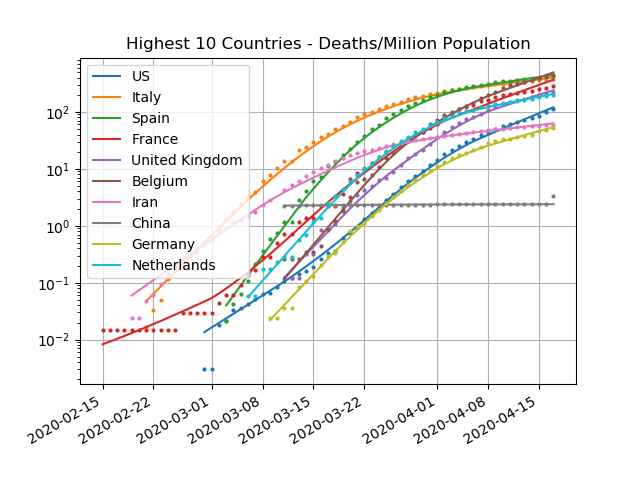 Highest 10 Countries - Deaths/Million Population
US
Italy
Spain
France
United Kingdom
Belgium
Iran
China
Germany
Netherlands
10²
10¹
10⁰
10⁻¹
10⁻²
2020-02-15
2020-02-22
2020-03-01
2020-03-08
2020-03-15
2020-03-22
2020-04-01
2020-04-08
2020-04-15